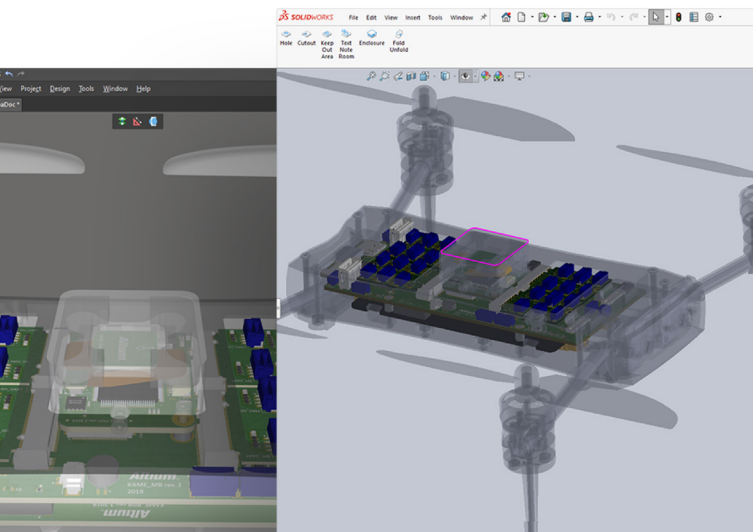 SOLIDWORKS File Edit View Insert Tools Window
Hole Cutout Keep Out Area Text Note Room Enclosure Fold Unfold
View Project Design Tools Window Help
aDoc *
Altium
2019
Altium